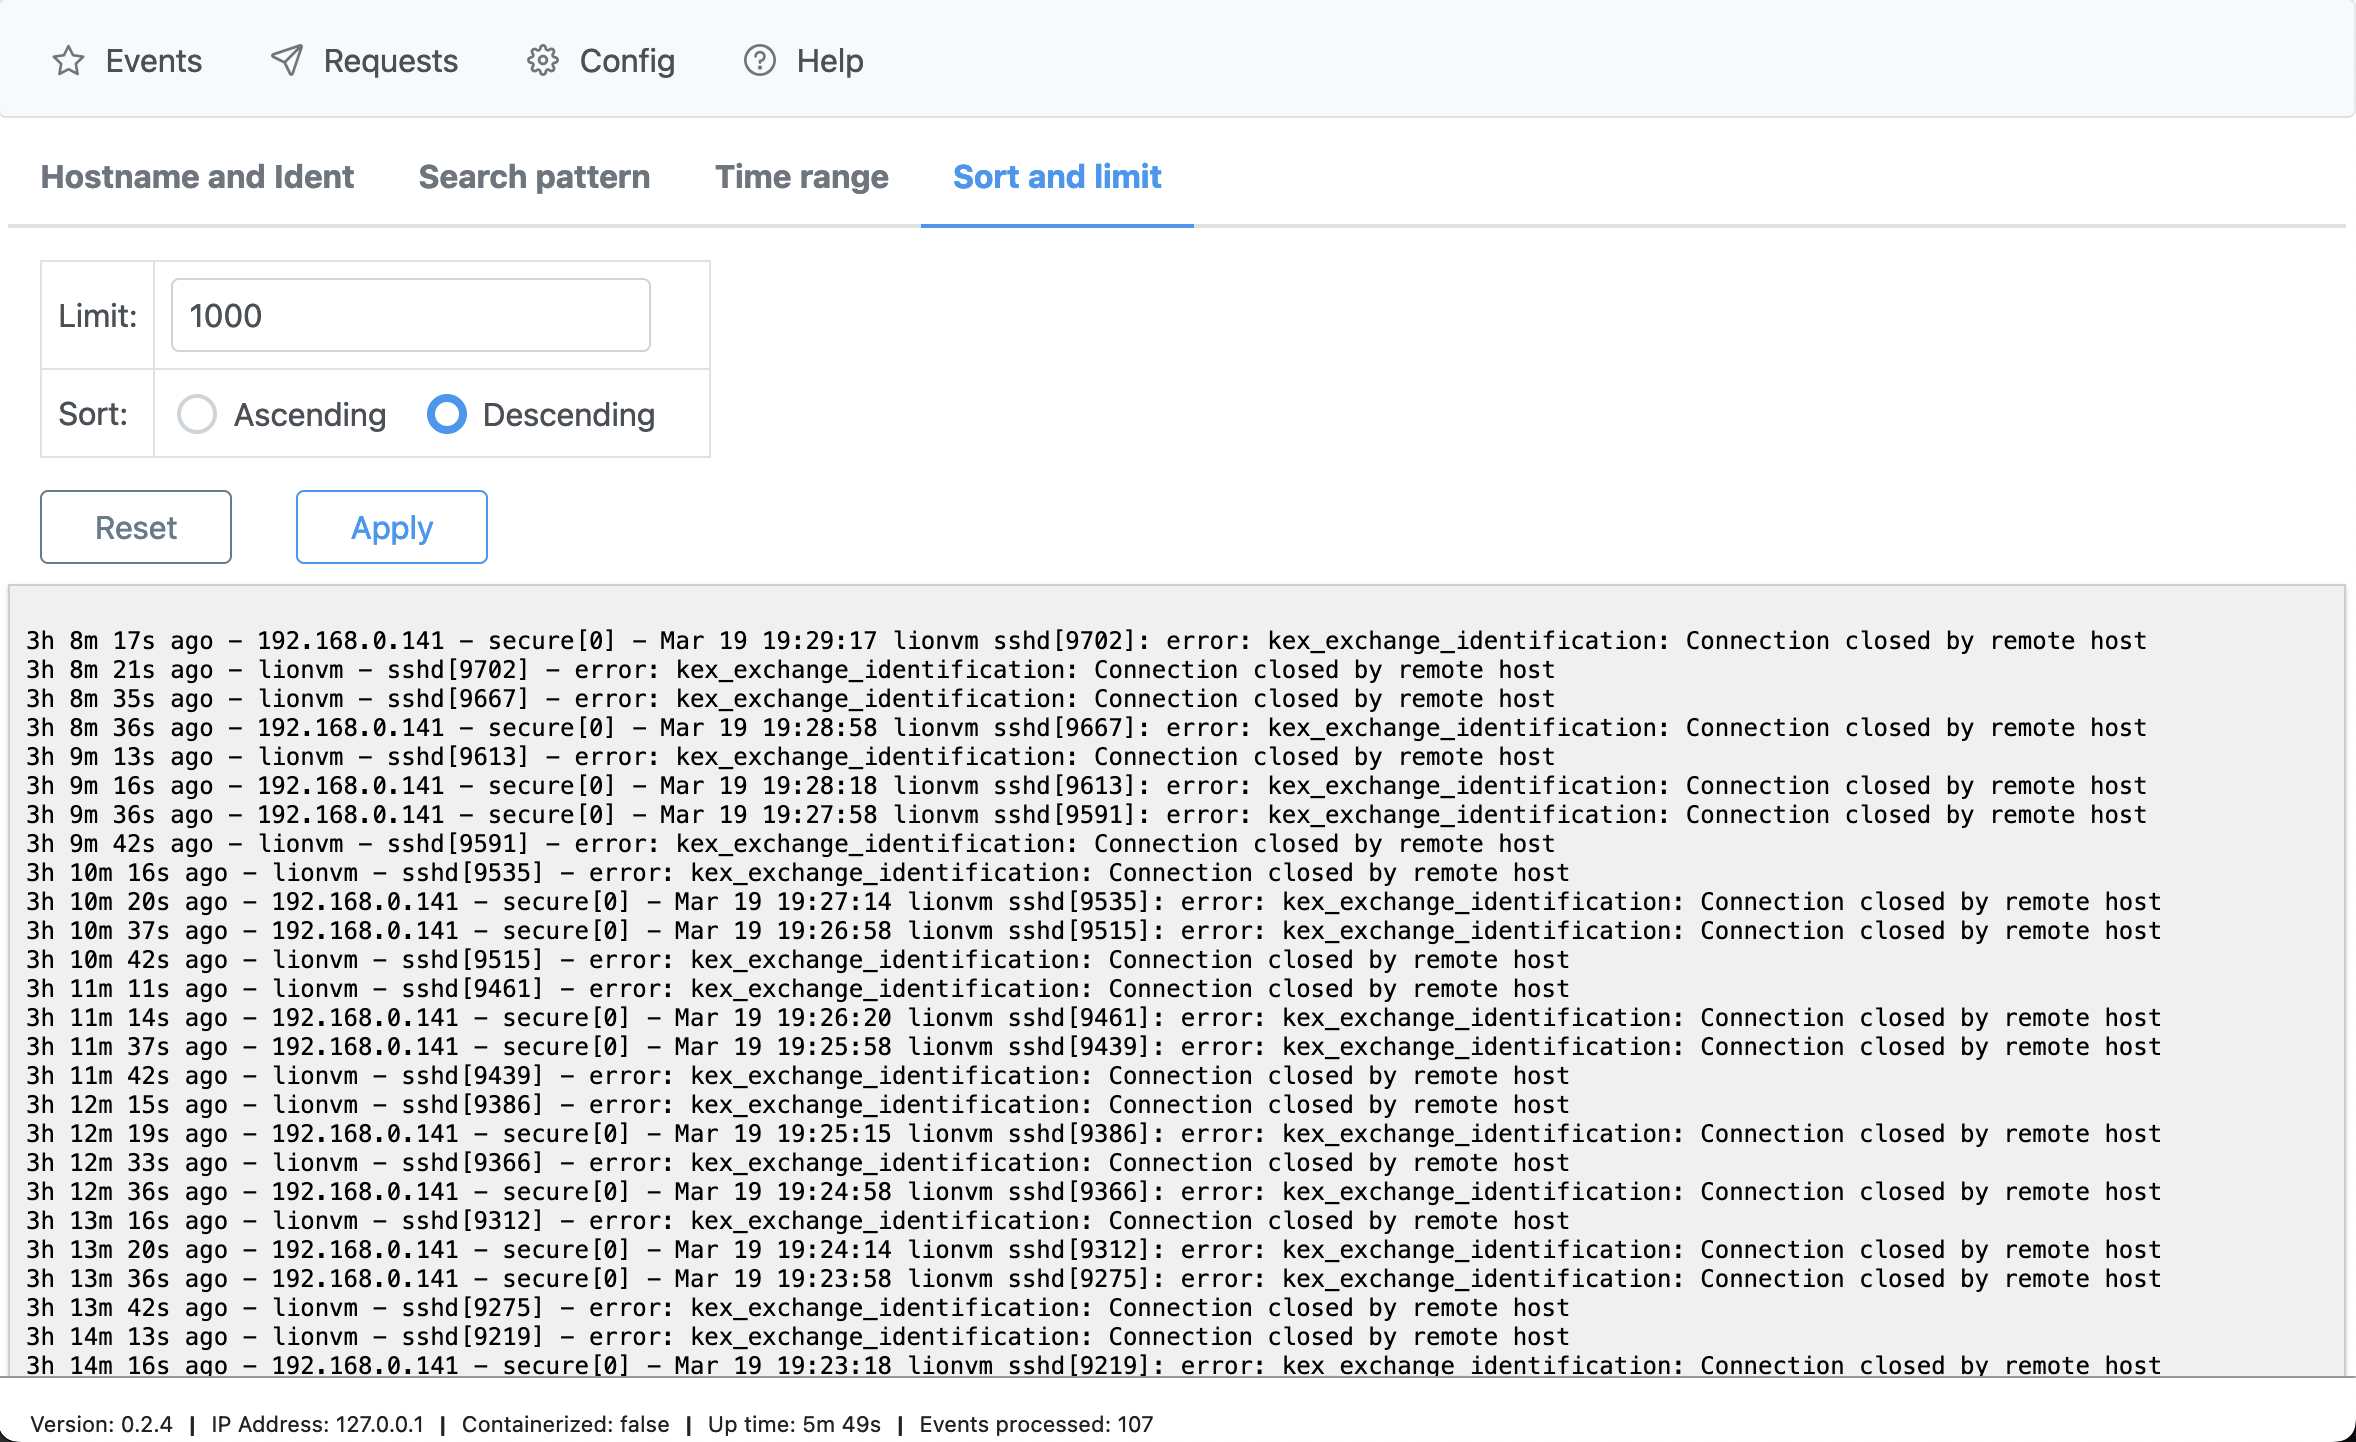 Events Requests Config Help
Hostname and Ident Search pattern Time range Sort and limit
Limit: 1000
Sort: Ascending Descending
Reset Apply
3h 8m 17s ago – 192.168.0.141 – secure[0] – Mar 19 19:29:17 lionvm sshd[9702]: error: kex_exchange_identification: Connection closed by remote host
3h 8m 21s ago – lionvm – sshd[9702] – error: kex_exchange_identification: Connection closed by remote host
3h 8m 35s ago – lionvm – sshd[9667] – error: kex_exchange_identification: Connection closed by remote host
3h 8m 36s ago – 192.168.0.141 – secure[0] – Mar 19 19:28:58 lionvm sshd[9667]: error: kex_exchange_identification: Connection closed by remote host
3h 9m 13s ago – lionvm – sshd[9613] – error: kex_exchange_identification: Connection closed by remote host
3h 9m 16s ago – 192.168.0.141 – secure[0] – Mar 19 19:28:18 lionvm sshd[9613]: error: kex_exchange_identification: Connection closed by remote host
3h 9m 36s ago – 192.168.0.141 – secure[0] – Mar 19 19:27:58 lionvm sshd[9591]: error: kex_exchange_identification: Connection closed by remote host
3h 9m 42s ago – lionvm – sshd[9591] – error: kex_exchange_identification: Connection closed by remote host
3h 10m 16s ago – lionvm – sshd[9535] – error: kex_exchange_identification: Connection closed by remote host
3h 10m 20s ago – 192.168.0.141 – secure[0] – Mar 19 19:27:14 lionvm sshd[9535]: error: kex_exchange_identification: Connection closed by remote host
3h 10m 37s ago – 192.168.0.141 – secure[0] – Mar 19 19:26:58 lionvm sshd[9515]: error: kex_exchange_identification: Connection closed by remote host
3h 10m 42s ago – lionvm – sshd[9515] – error: kex_exchange_identification: Connection closed by remote host
3h 11m 11s ago – lionvm – sshd[9461] – error: kex_exchange_identification: Connection closed by remote host
3h 11m 14s ago – 192.168.0.141 – secure[0] – Mar 19 19:26:20 lionvm sshd[9461]: error: kex_exchange_identification: Connection closed by remote host
3h 11m 37s ago – 192.168.0.141 – secure[0] – Mar 19 19:25:58 lionvm sshd[9439]: error: kex_exchange_identification: Connection closed by remote host
3h 11m 42s ago – lionvm – sshd[9439] – error: kex_exchange_identification: Connection closed by remote host
3h 12m 15s ago – lionvm – sshd[9386] – error: kex_exchange_identification: Connection closed by remote host
3h 12m 19s ago – 192.168.0.141 – secure[0] – Mar 19 19:25:15 lionvm sshd[9386]: error: kex_exchange_identification: Connection closed by remote host
3h 12m 33s ago – lionvm – sshd[9366] – error: kex_exchange_identification: Connection closed by remote host
3h 12m 36s ago – 192.168.0.141 – secure[0] – Mar 19 19:24:58 lionvm sshd[9366]: error: kex_exchange_identification: Connection closed by remote host
3h 13m 16s ago – lionvm – sshd[9312] – error: kex_exchange_identification: Connection closed by remote host
3h 13m 20s ago – 192.168.0.141 – secure[0] – Mar 19 19:24:14 lionvm sshd[9312]: error: kex_exchange_identification: Connection closed by remote host
3h 13m 36s ago – 192.168.0.141 – secure[0] – Mar 19 19:23:58 lionvm sshd[9275]: error: kex_exchange_identification: Connection closed by remote host
3h 13m 42s ago – lionvm – sshd[9275] – error: kex_exchange_identification: Connection closed by remote host
3h 14m 13s ago – lionvm – sshd[9219] – error: kex_exchange_identification: Connection closed by remote host
3h 14m 16s ago – 192.168.0.141 – secure[0] – Mar 19 19:23:18 lionvm sshd[9219]: error: kex_exchange_identification: Connection closed by remote host
Version: 0.2.4 | IP Address: 127.0.0.1 | Containerized: false | Up time: 5m 49s | Events processed: 107